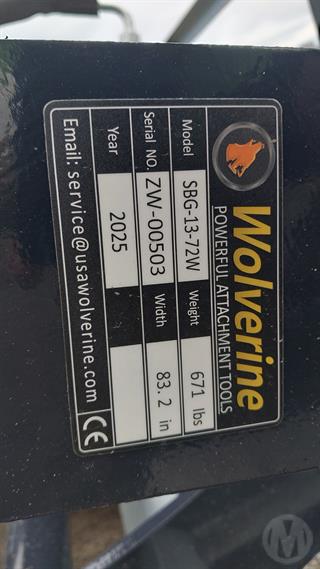 Wolverine
POWERFUL ATTACHMENT TOOLS
Model SBG-13-72W Weight 671 lbs
Serial NO. ZW-00503 Width 83.2 in
Year 2025
Email: service@usawolverine.com CE
M